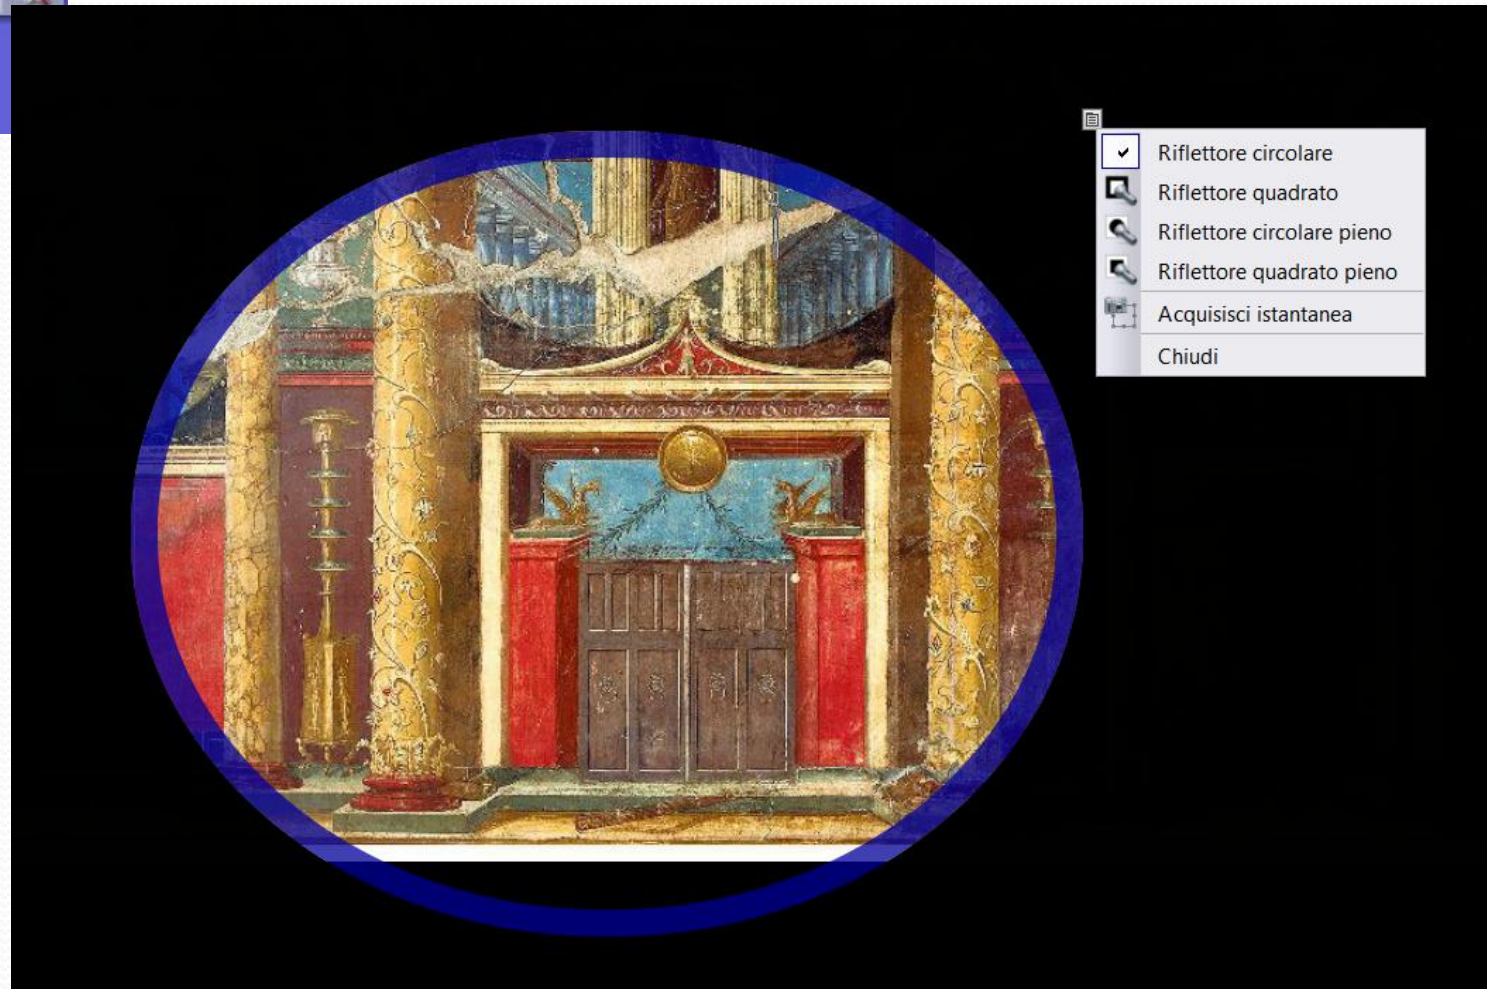 Riflettore circolare
Riflettore quadrato
Riflettore circolare pieno
Riflettore quadrato pieno
Acquisisci istantanea
Chiudi